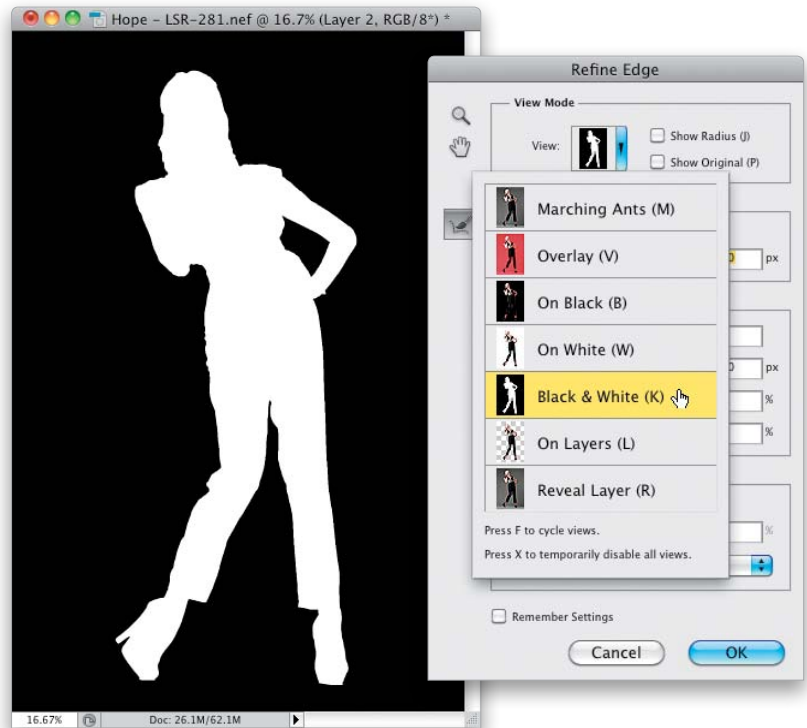 Hope – LSR-281.nef @ 16.7% (Layer 2, RGB/8*) *
Refine Edge
View Mode
View:
Show Radius (J)
Show Original (P)
Marching Ants (M)
Overlay (V)
On Black (B)
On White (W)
Black & White (K)
On Layers (L)
Reveal Layer (R)
Press F to cycle views.
Press X to temporarily disable all views.
px
px
%
%
%
Remember Settings
Cancel
OK
16.67%
Doc: 26.1M/62.1M